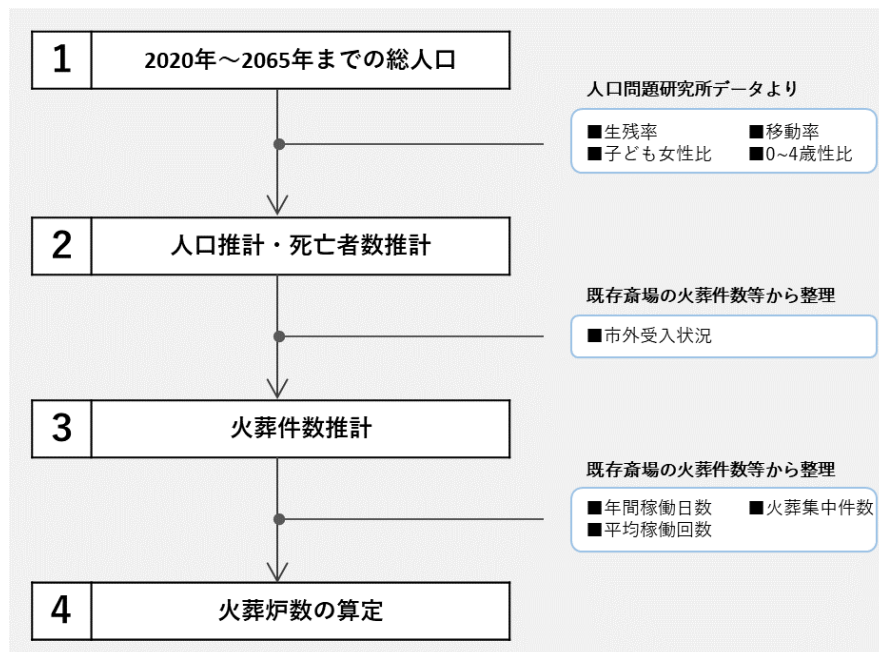 1 2020年～2065年までの総人口
人口問題研究所データより
■生残率 ■移動率
■子ども女性比 ■0~4歳性比
2 人口推計・死亡者数推計
既存斎場の火葬件数等から整理
■市外受入状況
3 火葬件数推計
既存斎場の火葬件数等から整理
■年間稼働日数 ■火葬集中件数
■平均稼働回数
4 火葬炉数の算定